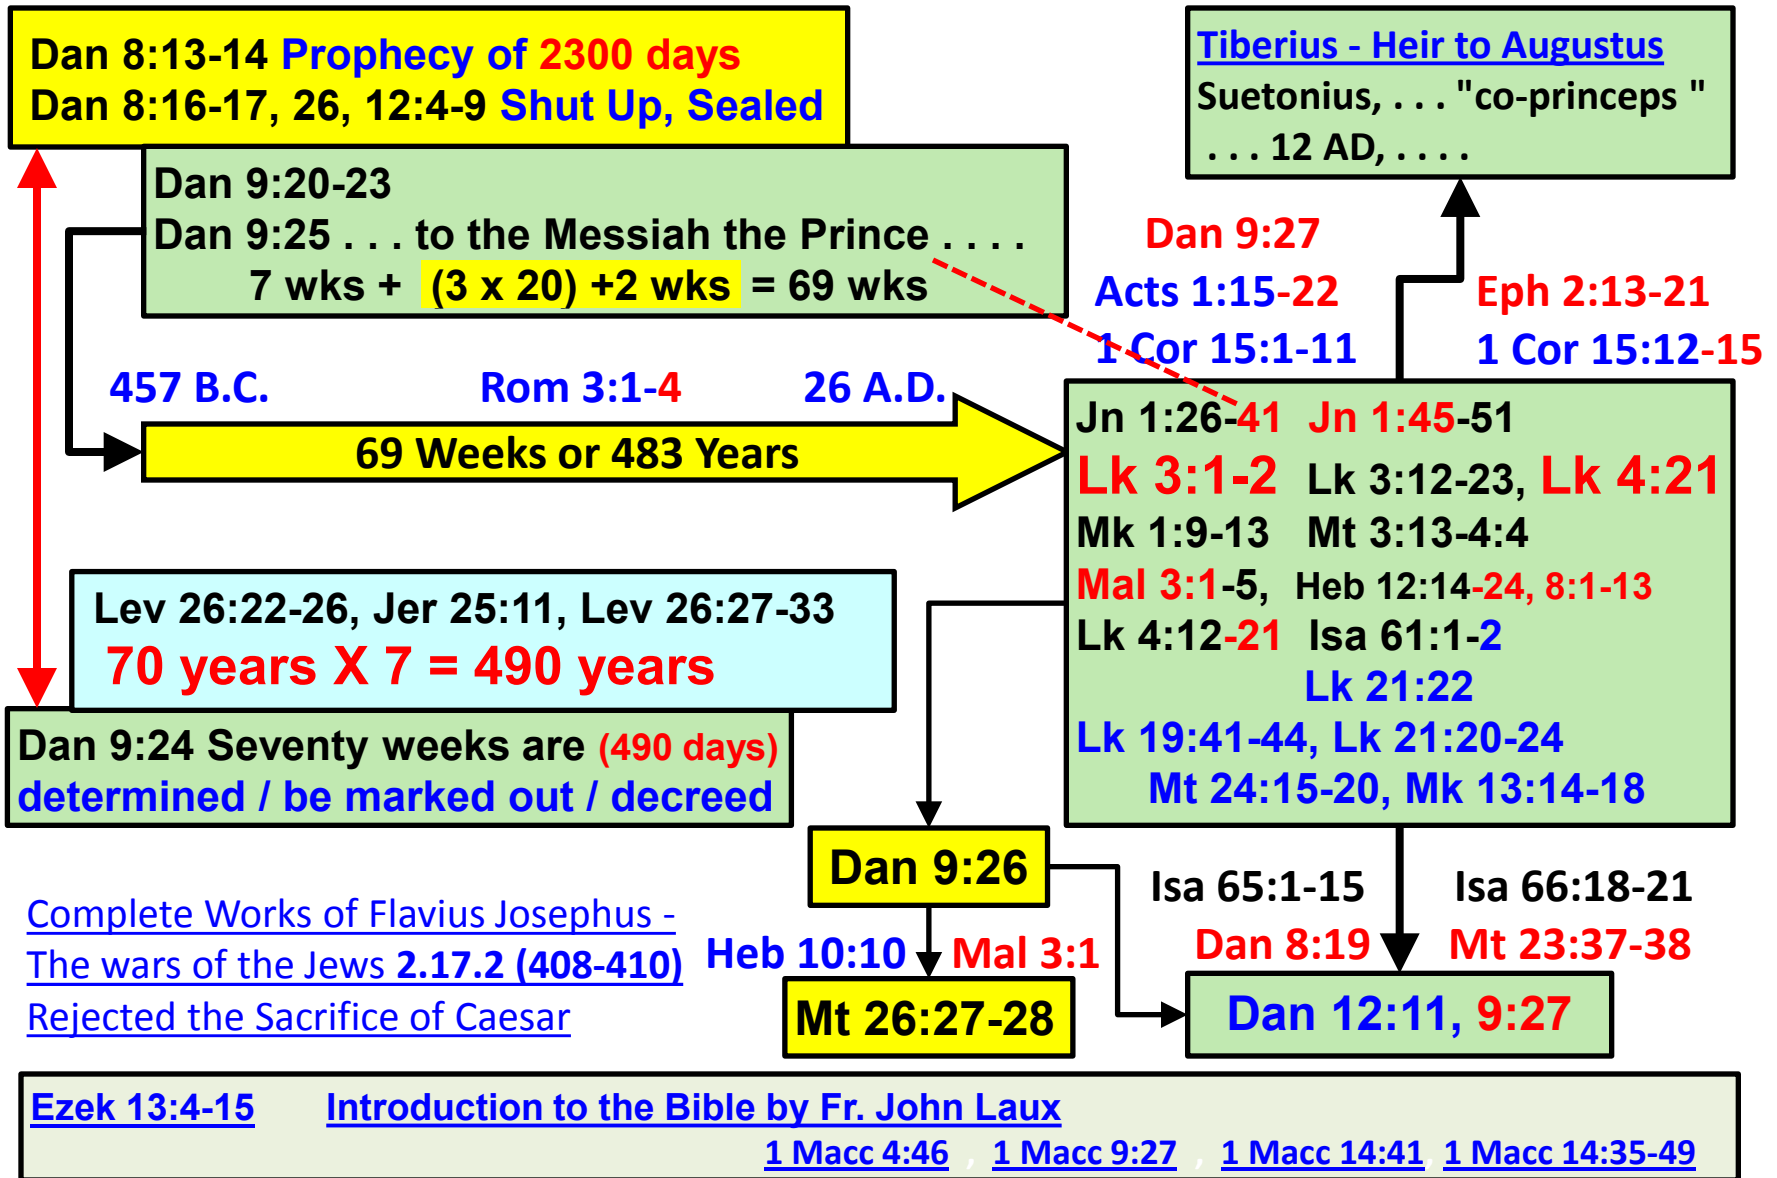 Dan 8:13-14 Prophecy of 2300 days
Dan 8:16-17, 26, 12:4-9 Shut Up, Sealed
Tiberius - Heir to Augustus
Suetonius, . . . "co-princeps "
. . . 12 AD, . . . .
Dan 9:20-23
Dan 9:25 . . . to the Messiah the Prince . . . .
7 wks + (3 x 20) +2 wks = 69 wks
Dan 9:27
Acts 1:15-22
1 Cor 15:1-11
Eph 2:13-21
1 Cor 15:12-15
457 B.C. Rom 3:1-4 26 A.D.
69 Weeks or 483 Years
Jn 1:26-41 Jn 1:45-51
Lk 3:1-2 Lk 3:12-23, Lk 4:21
Mk 1:9-13 Mt 3:13-4:4
Mal 3:1-5, Heb 12:14-24, 8:1-13
Lk 4:12-21 Isa 61:1-2
Lk 21:22
Lk 19:41-44, Lk 21:20-24
Mt 24:15-20, Mk 13:14-18
Lev 26:22-26, Jer 25:11, Lev 26:27-33
70 years X 7 = 490 years
Dan 9:24 Seventy weeks are (490 days)
determined / be marked out / decreed
Dan 9:26
Isa 65:1-15 Isa 66:18-21
Dan 8:19 Mt 23:37-38
Complete Works of Flavius Josephus -
The wars of the Jews 2.17.2 (408-410)
Rejected the Sacrifice of Caesar
Heb 10:10 Mal 3:1
Mt 26:27-28
Dan 12:11, 9:27
Ezek 13:4-15 Introduction to the Bible by Fr. John Laux
1 Macc 4:46 , 1 Macc 9:27 , 1 Macc 14:41, 1 Macc 14:35-49